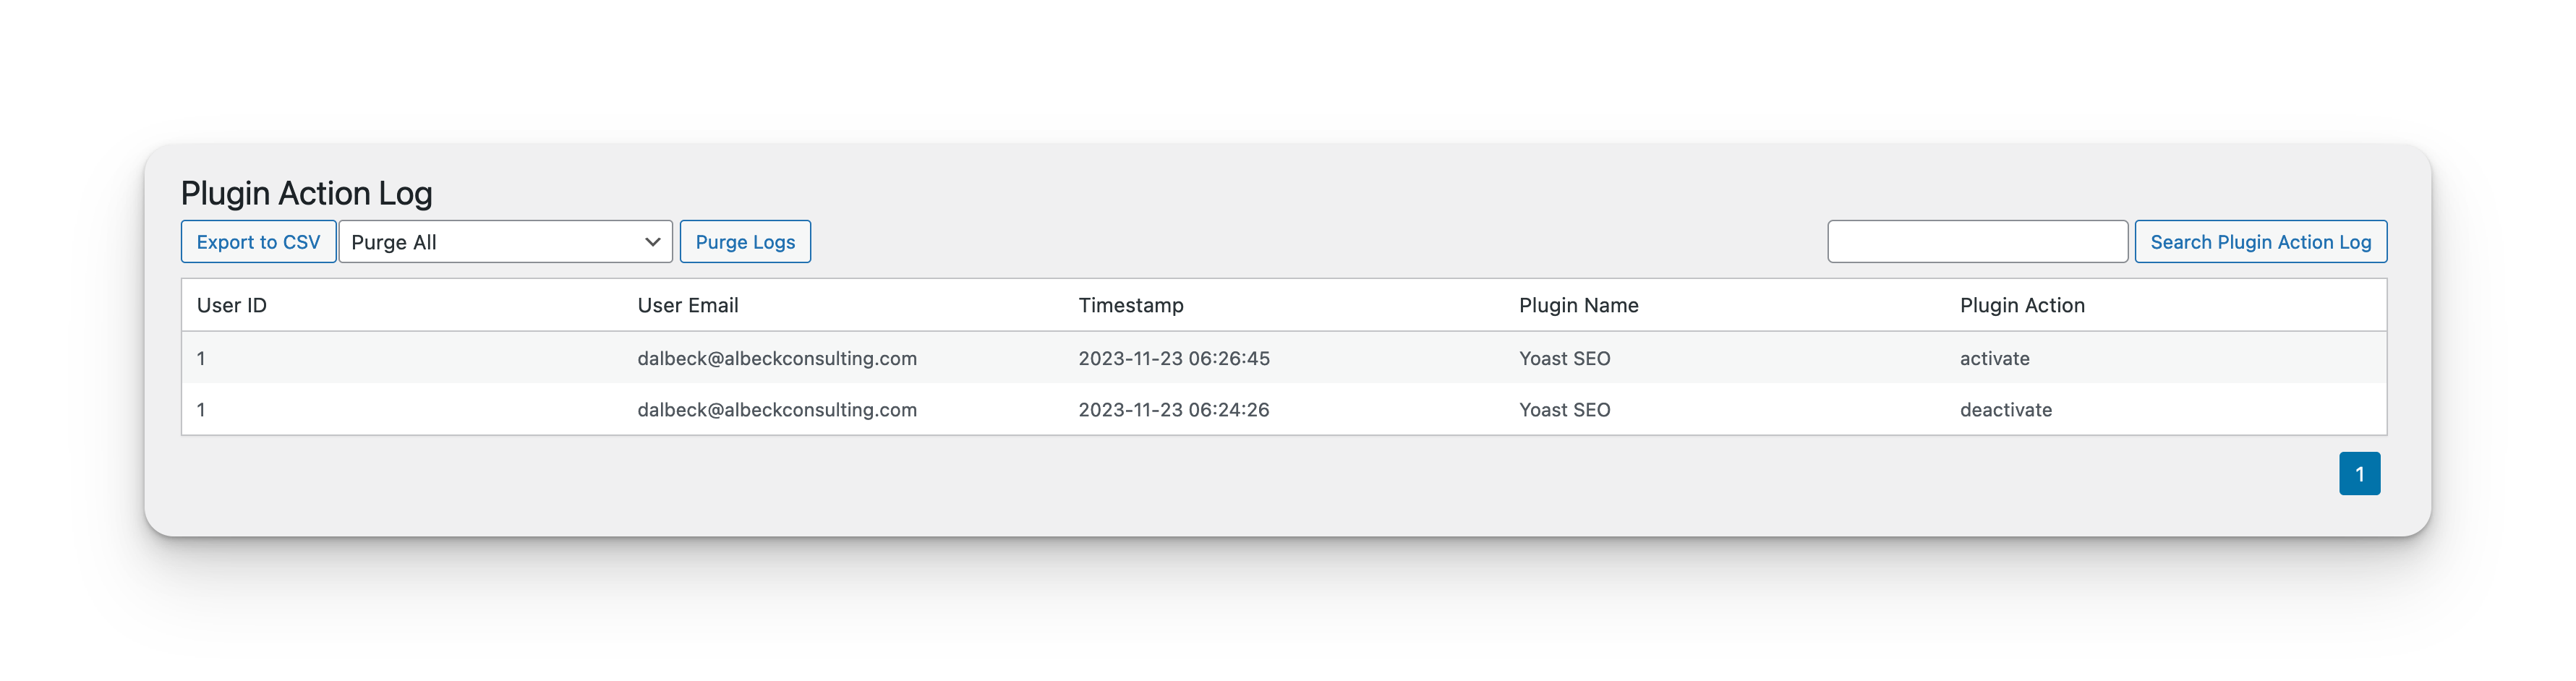 Plugin Action Log
Export to CSV Purge All Purge Logs Search Plugin Action Log
User ID User Email Timestamp Plugin Name Plugin Action
1 dalbeck@albeckconsulting.com 2023-11-23 06:26:45 Yoast SEO activate
1 dalbeck@albeckconsulting.com 2023-11-23 06:24:26 Yoast SEO deactivate
1